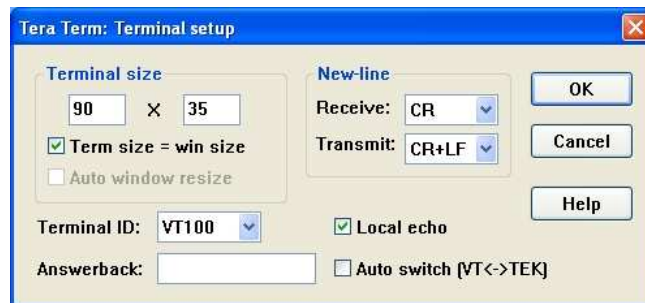 Tera Term: Terminal setup
Terminal size
90 X 35
Term size = win size
Auto window resize
New-line
Receive: CR
Transmit: CR+LF
OK
Cancel
Help
Terminal ID: VT100
Local echo
Answerback:
Auto switch (VT<->TEK)